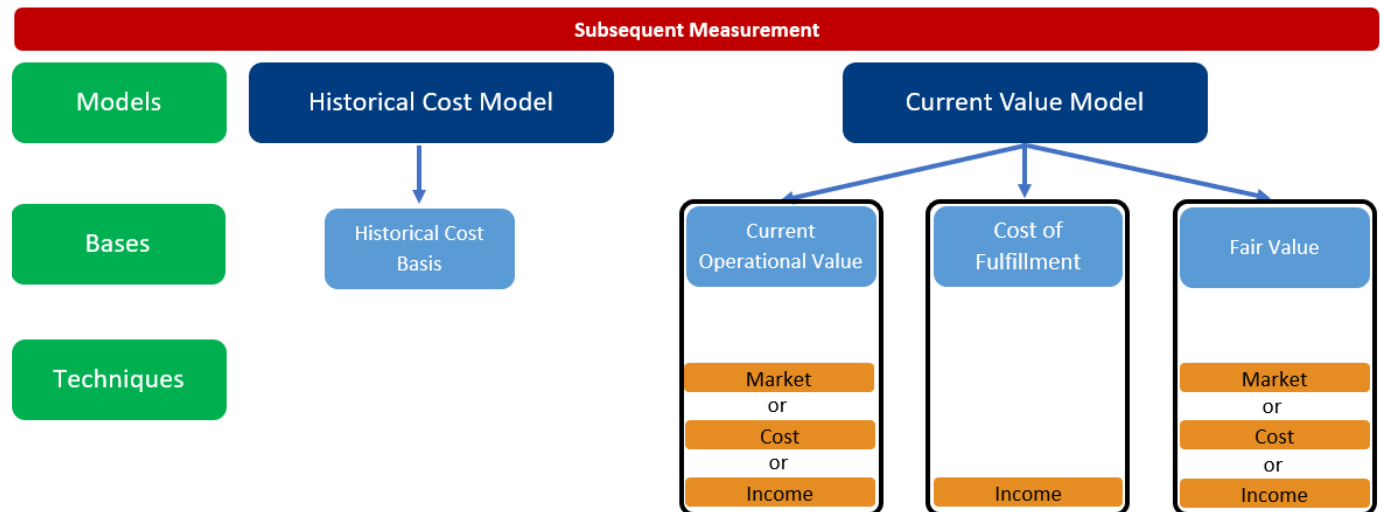 Subsequent Measurement
Models
Historical Cost Model
Current Value Model
Bases
Historical Cost
Basis
Current
Operational Value
Cost of
Fulfillment
Fair Value
Techniques
Market
or
Cost
or
Income
Income
Market
or
Cost
or
Income